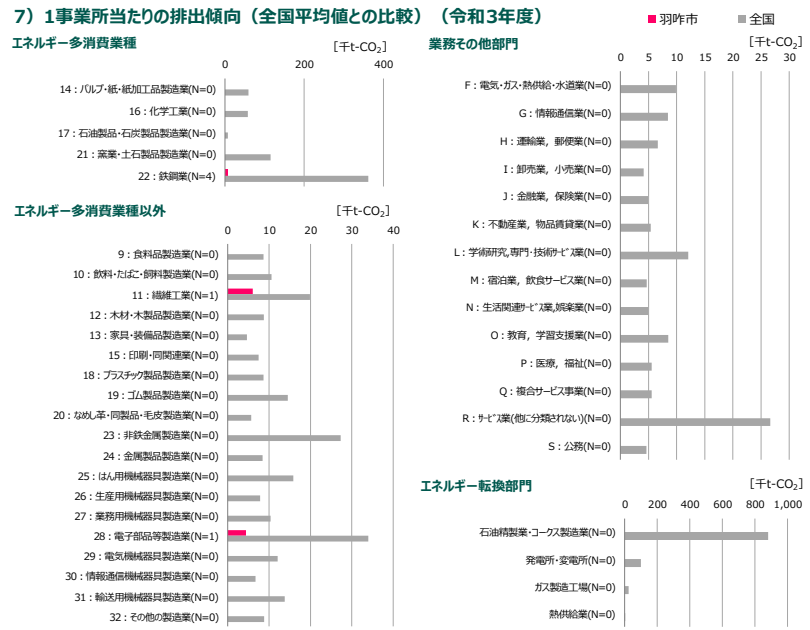 7）1事業所当たりの排出傾向（全国平均値との比較）（令和3年度）
羽咋市
全国
エネルギー多消費業種
[千t-CO₂]
0
200
400
14：パルプ・紙・紙加工品製造業(N=0)
16：化学工業(N=0)
17：石油製品・石炭製品製造業(N=0)
21：窯業・土石製品製造業(N=0)
22：鉄鋼業(N=4)
エネルギー多消費業種以外
[千t-CO₂]
0
10
20
30
40
9：食料品製造業(N=0)
10：飲料・たばこ・飼料製造業(N=0)
11：繊維工業(N=1)
12：木材・木製品製造業(N=0)
13：家具・装備品製造業(N=0)
15：印刷・同関連業(N=0)
18：プラスチック製品製造業(N=0)
19：ゴム製品製造業(N=0)
20：なめし革・同製品・毛皮製造業(N=0)
23：非鉄金属製造業(N=0)
24：金属製品製造業(N=0)
25：はん用機械器具製造業(N=0)
26：生産用機械器具製造業(N=0)
27：業務用機械器具製造業(N=0)
28：電子部品等製造業(N=1)
29：電気機械器具製造業(N=0)
30：情報通信機械器具製造業(N=0)
31：輸送用機械器具製造業(N=0)
32：その他の製造業(N=0)
業務その他部門
[千t-CO₂]
0
5
10
15
20
25
30
F：電気・ガス・熱供給・水道業(N=0)
G：情報通信業(N=0)
H：運輸業，郵便業(N=0)
I：卸売業，小売業(N=0)
J：金融業，保険業(N=0)
K：不動産業，物品賃貸業(N=0)
L：学術研究,専門・技術ｻｰﾋﾞｽ業(N=0)
M：宿泊業，飲食サービス業(N=0)
N：生活関連ｻｰﾋﾞｽ業,娯楽業(N=0)
O：教育，学習支援業(N=0)
P：医療，福祉(N=0)
Q：複合サービス事業(N=0)
R：ｻｰﾋﾞｽ業(他に分類されない)(N=0)
S：公務(N=0)
エネルギー転換部門
[千t-CO₂]
0
200
400
600
800
1,000
石油精製業・コークス製造業(N=0)
発電所・変電所(N=0)
ガス製造工場(N=0)
熱供給業(N=0)